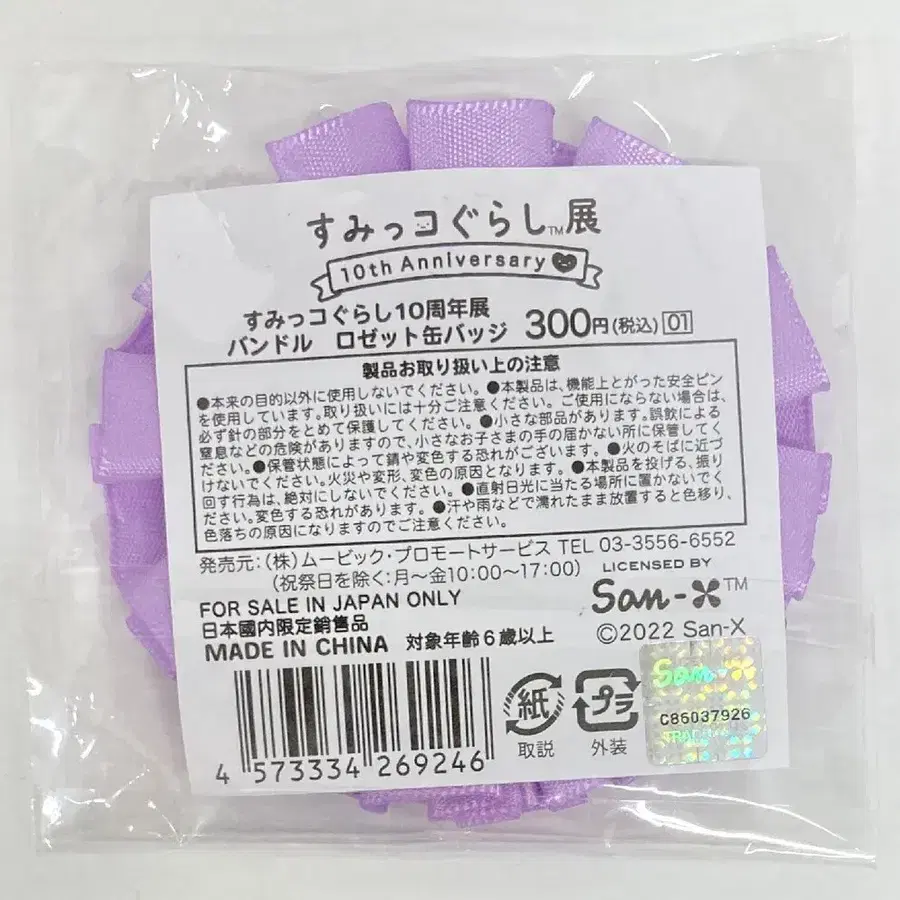 すみっコぐらし™展
10th Anniversary
すみっコぐらし10周年展
バンドル ロゼット缶バッジ 300円(税込) 01
製品お取り扱い上の注意
●本来の目的以外に使用しないでください。●本製品は、機能上とがった安全ピン
を使用しています。取り扱いには十分ご注意ください。ご使用にならない場合は、
必ず針の部分をとめて保護してください。●小さな部品があります。誤飲による
窒息などの危険がありますので、小さなお子さまの手の届かない所に保管してく
ださい。●保管状態によって錆や変色する恐れがございます。●火のそばに近づ
けないでください。火災や変形、変色の原因となります。●本製品を投げる、振り
回す行為は、絶対にしないでください。●直射日光に当たる場所に置かないでく
ださい。変色する恐れがあります。●汗や雨などで濡れたまま放置すると色移り、
色落ちの原因になりますのでご注意ください。
発売元:(株)ムービック・プロモートサービス TEL 03-3556-6552
(祝祭日を除く:月〜金10:00〜17:00)
LICENSED BY
San-X™
©2022 San-X
FOR SALE IN JAPAN ONLY
日本國内限定銷售品
MADE IN CHINA 対象年齢6歳以上
4 573334 269246
紙
取説
プラ
外装
San-X
C86037926